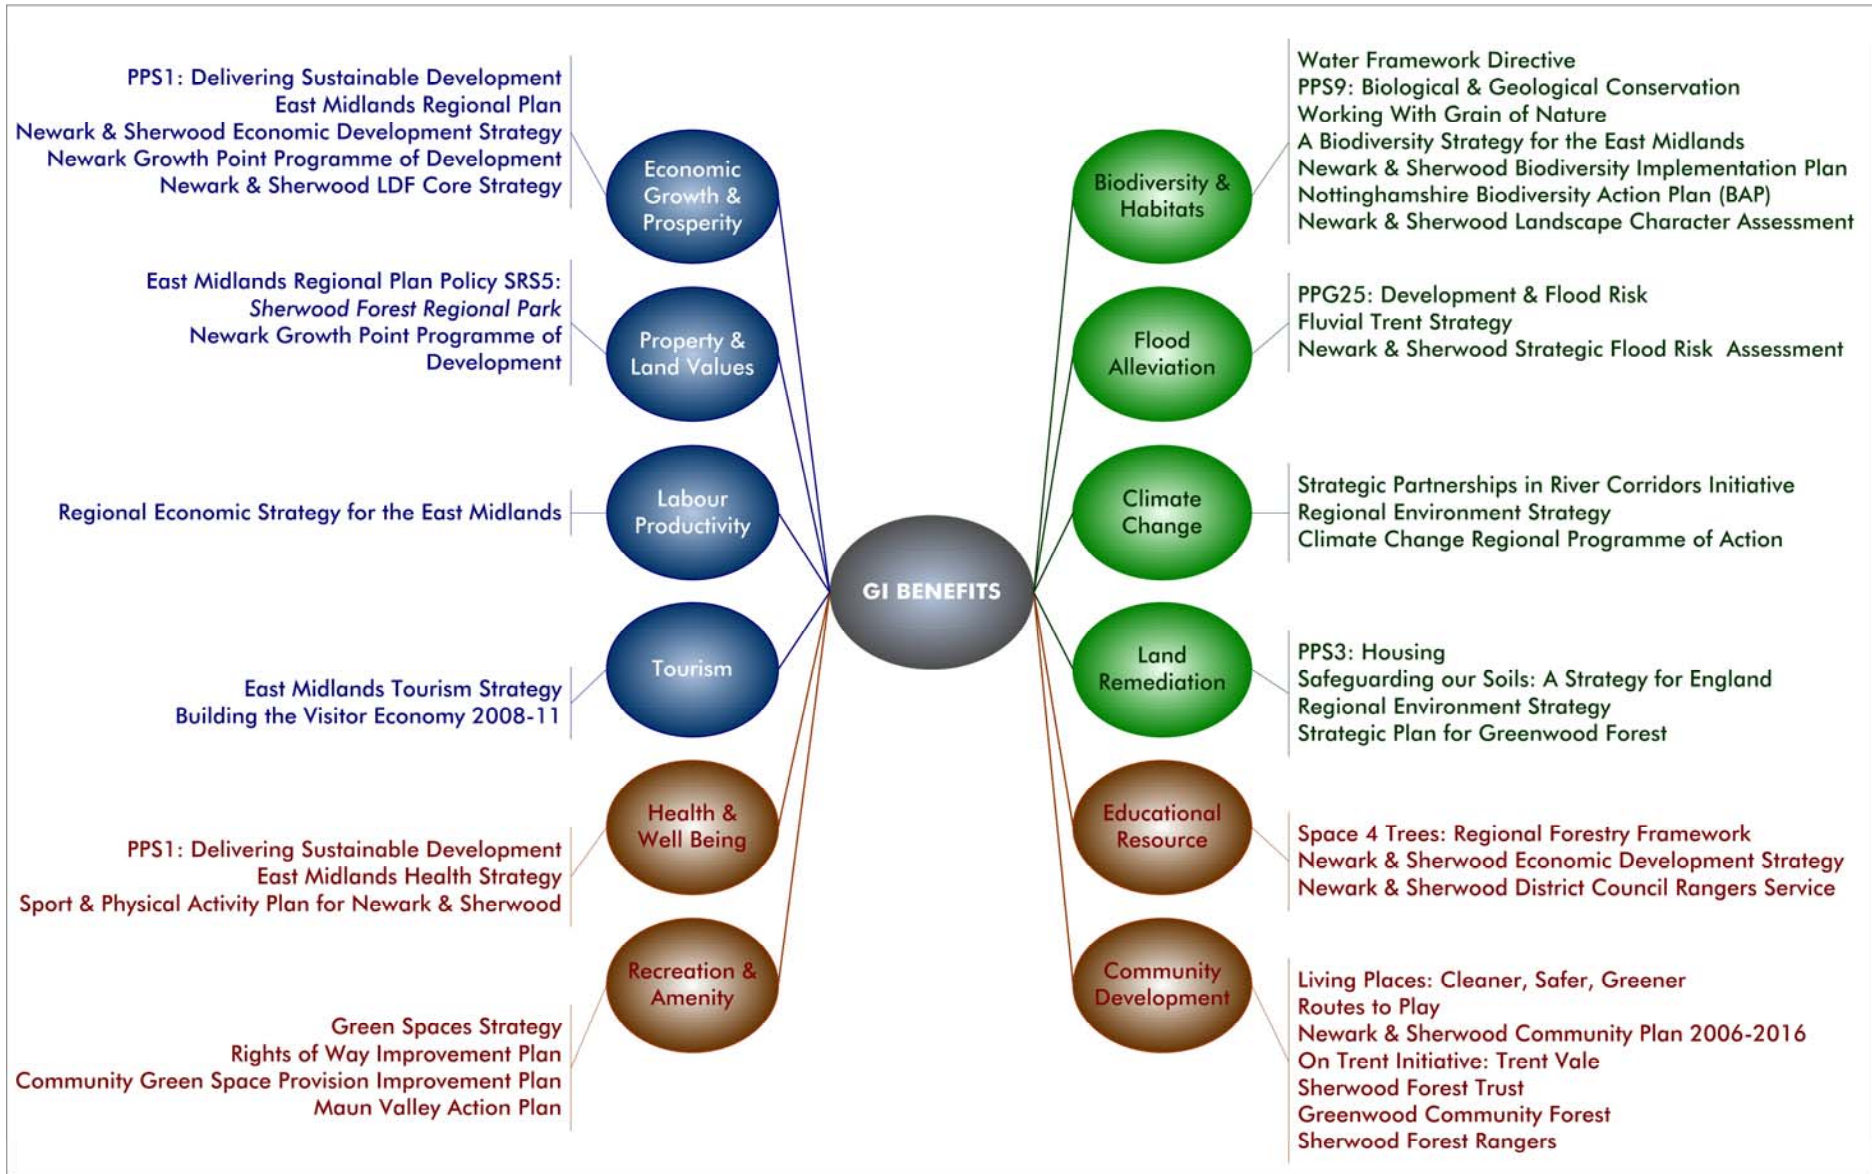 PPS1: Delivering Sustainable Development
East Midlands Regional Plan
Newark & Sherwood Economic Development Strategy
Newark Growth Point Programme of Development
Newark & Sherwood LDF Core Strategy
Economic
Growth &
Prosperity
East Midlands Regional Plan Policy SRS5:
Sherwood Forest Regional Park
Newark Growth Point Programme of
Development
Property &
Land Values
Regional Economic Strategy for the East Midlands
Labour
Productivity
East Midlands Tourism Strategy
Building the Visitor Economy 2008-11
Tourism
PPS1: Delivering Sustainable Development
East Midlands Health Strategy
Sport & Physical Activity Plan for Newark & Sherwood
Health &
Well Being
Green Spaces Strategy
Rights of Way Improvement Plan
Community Green Space Provision Improvement Plan
Maun Valley Action Plan
Recreation &
Amenity
GI BENEFITS
Biodiversity &
Habitats
Water Framework Directive
PPS9: Biological & Geological Conservation
Working With Grain of Nature
A Biodiversity Strategy for the East Midlands
Newark & Sherwood Biodiversity Implementation Plan
Nottinghamshire Biodiversity Action Plan (BAP)
Newark & Sherwood Landscape Character Assessment
Flood
Alleviation
PPG25: Development & Flood Risk
Fluvial Trent Strategy
Newark & Sherwood Strategic Flood Risk Assessment
Climate
Change
Strategic Partnerships in River Corridors Initiative
Regional Environment Strategy
Climate Change Regional Programme of Action
Land
Remediation
PPS3: Housing
Safeguarding our Soils: A Strategy for England
Regional Environment Strategy
Strategic Plan for Greenwood Forest
Educational
Resource
Space 4 Trees: Regional Forestry Framework
Newark & Sherwood Economic Development Strategy
Newark & Sherwood District Council Rangers Service
Community
Development
Living Places: Cleaner, Safer, Greener
Routes to Play
Newark & Sherwood Community Plan 2006-2016
On Trent Initiative: Trent Vale
Sherwood Forest Trust
Greenwood Community Forest
Sherwood Forest Rangers